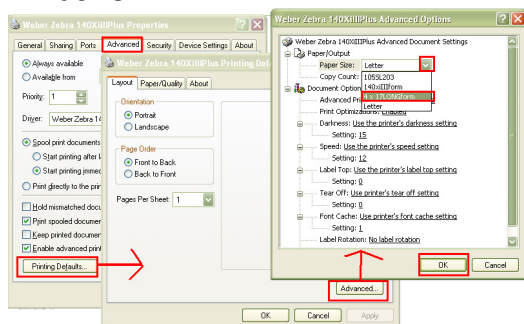 Weber Zebra 140XiIIIPlus Properties
General Sharing Ports Advanced Security Device Settings About
Always available
Available from
Priority: 1
Driver: Weber Zebra 14
Spool print documents
Start printing after l
Start printing immed
Print directly to the prin
Hold mismatched docu
Print spooled documen
Keep printed documen
Enable advanced print
Printing Defaults...
Weber Zebra 140XiIIIPlus Printing Def
Layout Paper/Quality About
Orientation
Portrait
Landscape
Page Order
Front to Back
Back to Front
Pages Per Sheet: 1
Advanced...
OK Cancel Apply
Weber Zebra 140XiIIIPlus Advanced Options
Weber Zebra 140XiIIIPlus Advanced Document Settings
Paper/Output
Paper Size: Letter
Copy Count: 105SL203
140xiIIIform
4 x 17LONGform
Letter
Document Option
Advanced Pri
Print Optimizations: Enabled
Darkness: Use the printer's darkness setting
Setting: 15
Speed: Use the printer's speed setting
Setting: 12
Label Top: Use the printer's label top setting
Setting: 0
Tear Off: Use printer's tear off setting
Setting: 0
Font Cache: Use printer's font cache setting
Setting: 1
Label Rotation: No label rotation
OK Cancel